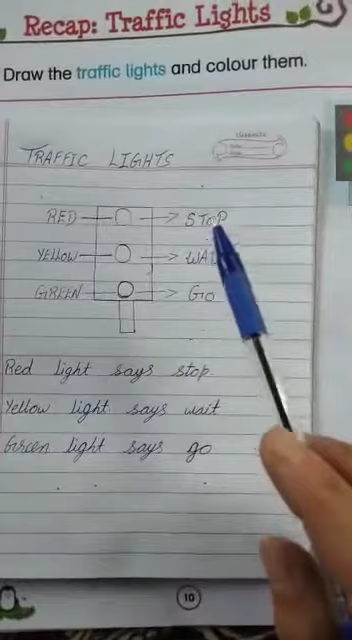 Recap: Traffic Lights
Draw the traffic lights and colour them.
TRAFFIC LIGHTS
RED STOP
YELLOW
GREEN GO
Red light says stop.
Yellow light says wait
Green light says go
10